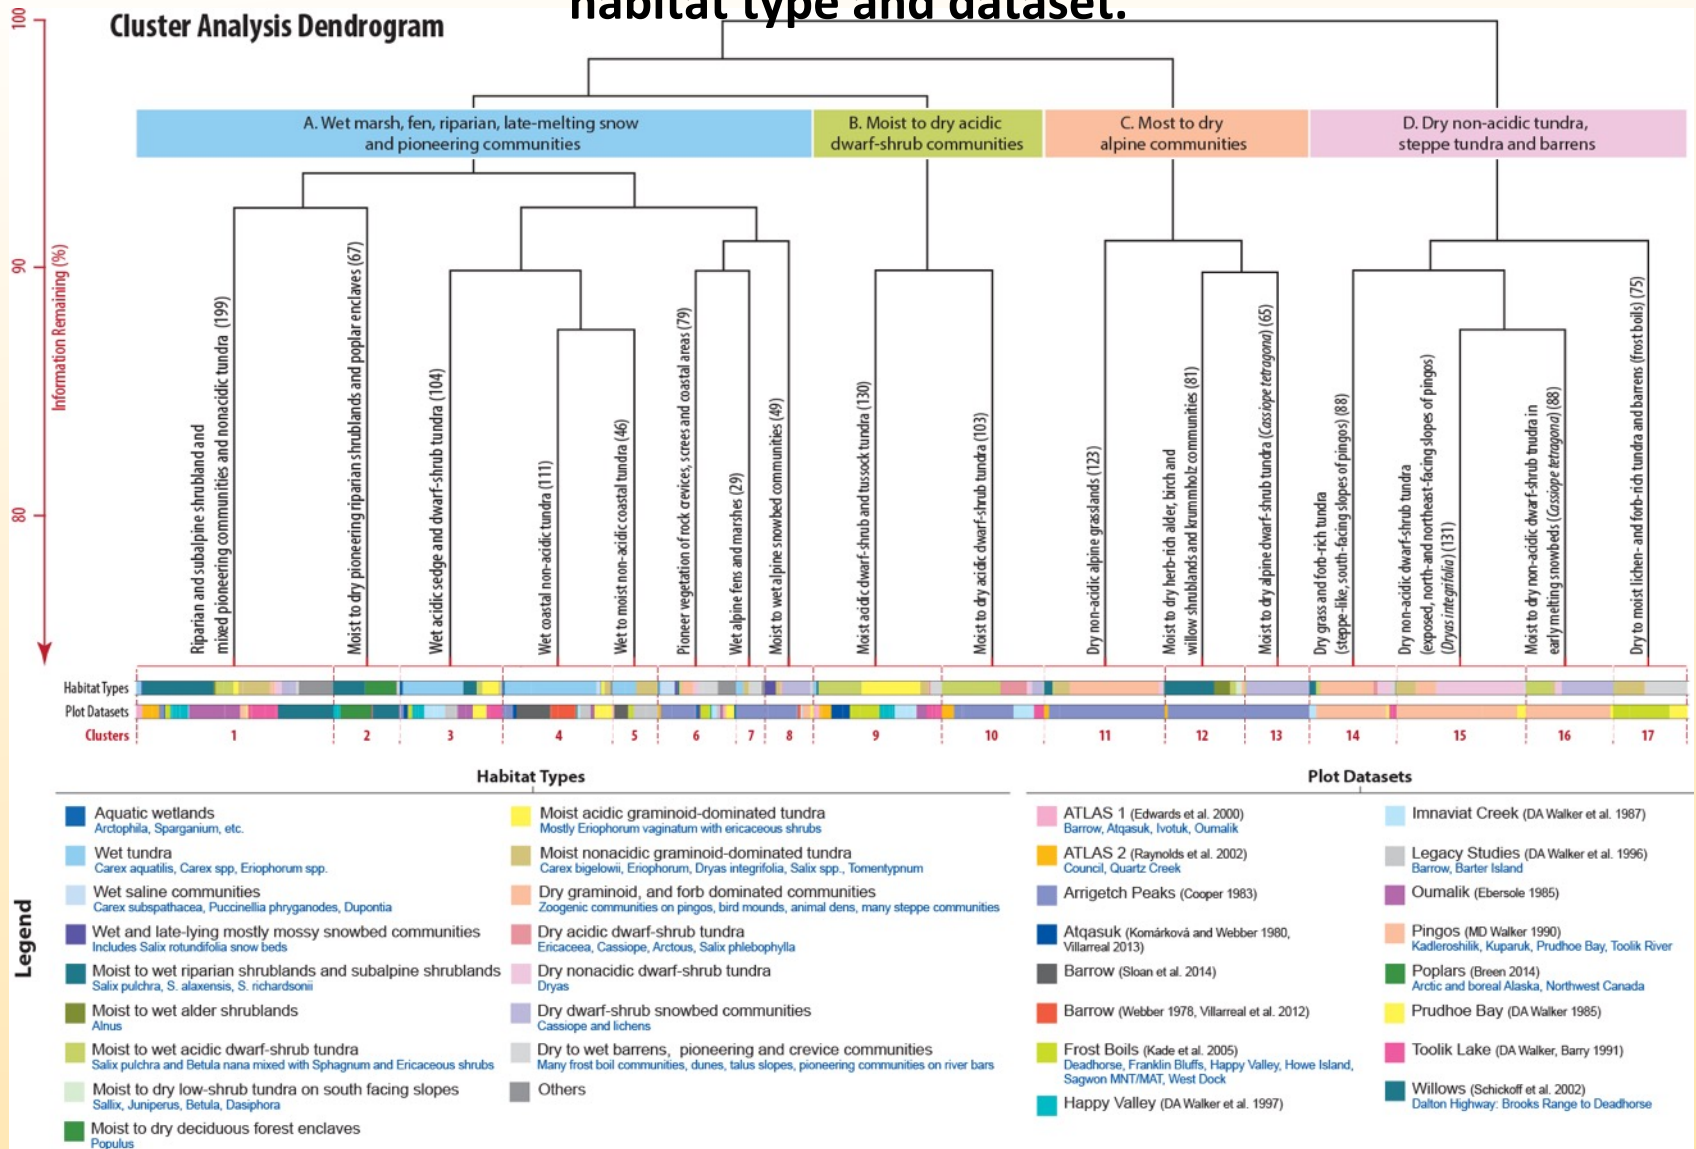 habitat type and dataset.
Cluster Analysis Dendrogram
100
90
80
Information Remaining (%)
A. Wet marsh, fen, riparian, late-melting snow
and pioneering communities
B. Moist to dry acidic
dwarf-shrub communities
C. Most to dry
alpine communities
D. Dry non-acidic tundra,
steppe tundra and barrens
Riparian and subalpine shrubland and
mixed pioneering communities and nonacidic tundra (199)
Moist to dry pioneering riparian shrublands and poplar enclaves (67)
Wet acidic sedge and dwarf-shrub tundra (104)
Wet coastal non-acidic tundra (111)
Wet to moist non-acidic coastal tundra (46)
Pioneer vegetation of rock crevices, screes and coastal areas (79)
Wet alpine fens and marshes (29)
Moist to wet alpine snowbed communities (49)
Moist acidic dwarf-shrub and tussock tundra (130)
Moist to dry acidic dwarf-shrub tundra (103)
Dry non-acidic alpine grasslands (123)
Moist to dry herb-rich alder, birch and
willow shrublands and krummholz communities (81)
Moist to dry alpine dwarf-shrub tundra (Cassiope tetragona) (65)
Dry grass and forb-rich tundra
(steppe-like, south-facing slopes of pingos) (88)
Dry non-acidic dwarf-shrub tundra
(exposed, north-and northeast-facing slopes of pingos)
(Dryas integrifolia) (131)
Moist to dry non-acidic dwarf-shrub tnudra in
early melting snowbeds (Cassiope tetragona) (88)
Dry to moist lichen- and forb-rich tundra and barrens (frost boils) (75)
Habitat Types
Plot Datasets
Clusters 1 2 3 4 5 6 7 8 9 10 11 12 13 14 15 16 17
Legend
Habitat Types
Aquatic wetlands
Arctophila, Sparganium, etc.
Wet tundra
Carex aquatilis, Carex spp, Eriophorum spp.
Wet saline communities
Carex subspathacea, Puccinellia phryganodes, Dupontia
Wet and late-lying mostly mossy snowbed communities
Includes Salix rotundifolia snow beds
Moist to wet riparian shrublands and subalpine shrublands
Salix pulchra, S. alaxensis, S. richardsonii
Moist to wet alder shrublands
Alnus
Moist to wet acidic dwarf-shrub tundra
Salix pulchra and Betula nana mixed with Sphagnum and Ericaceous shrubs
Moist to dry low-shrub tundra on south facing slopes
Sallix, Juniperus, Betula, Dasiphora
Moist to dry deciduous forest enclaves
Populus
Moist acidic graminoid-dominated tundra
Mostly Eriophorum vaginatum with ericaceous shrubs
Moist nonacidic graminoid-dominated tundra
Carex bigelowii, Eriophorum, Dryas integrifolia, Salix spp., Tomentypnum
Dry graminoid, and forb dominated communities
Zoogenic communities on pingos, bird mounds, animal dens, many steppe communities
Dry acidic dwarf-shrub tundra
Ericaceea, Cassiope, Arctous, Salix phlebophylla
Dry nonacidic dwarf-shrub tundra
Dryas
Dry dwarf-shrub snowbed communities
Cassiope and lichens
Dry to wet barrens, pioneering and crevice communities
Many frost boil communities, dunes, talus slopes, pioneering communities on river bars
Others
Plot Datasets
ATLAS 1 (Edwards et al. 2000)
Barrow, Atqasuk, Ivotuk, Oumalik
ATLAS 2 (Raynolds et al. 2002)
Council, Quartz Creek
Arrigetch Peaks (Cooper 1983)
Atqasuk (Komárková and Webber 1980,
Villarreal 2013)
Barrow (Sloan et al. 2014)
Barrow (Webber 1978, Villarreal et al. 2012)
Frost Boils (Kade et al. 2005)
Deadhorse, Franklin Bluffs, Happy Valley, Howe Island,
Sagwon MNT/MAT, West Dock
Happy Valley (DA Walker et al. 1997)
Imnaviat Creek (DA Walker et al. 1987)
Legacy Studies (DA Walker et al. 1996)
Barrow, Barter Island
Oumalik (Ebersole 1985)
Pingos (MD Walker 1990)
Kadleroshilik, Kuparuk, Prudhoe Bay, Toolik River
Poplars (Breen 2014)
Arctic and boreal Alaska, Northwest Canada
Prudhoe Bay (DA Walker 1985)
Toolik Lake (DA Walker, Barry 1991)
Willows (Schickoff et al. 2002)
Dalton Highway: Brooks Range to Deadhorse